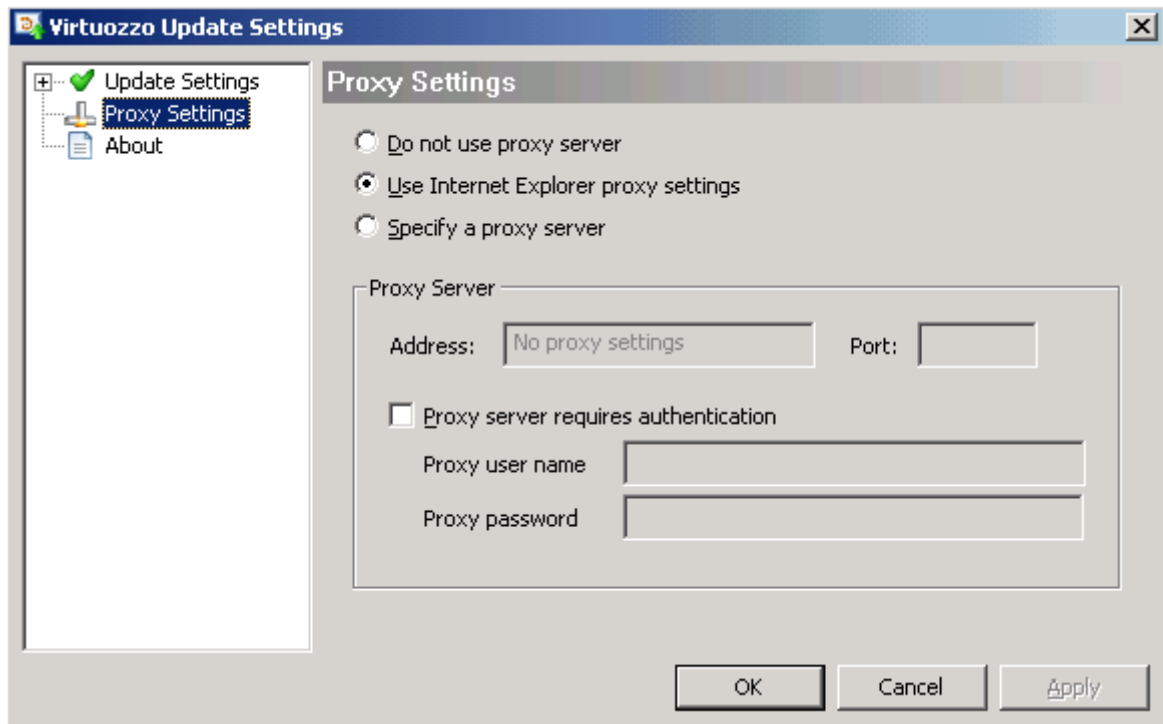 Virtuozzo Update Settings
Update Settings
Proxy Settings
About
Proxy Settings
Do not use proxy server
Use Internet Explorer proxy settings
Specify a proxy server
Proxy Server
Address: No proxy settings Port:
Proxy server requires authentication
Proxy user name
Proxy password
OK Cancel Apply